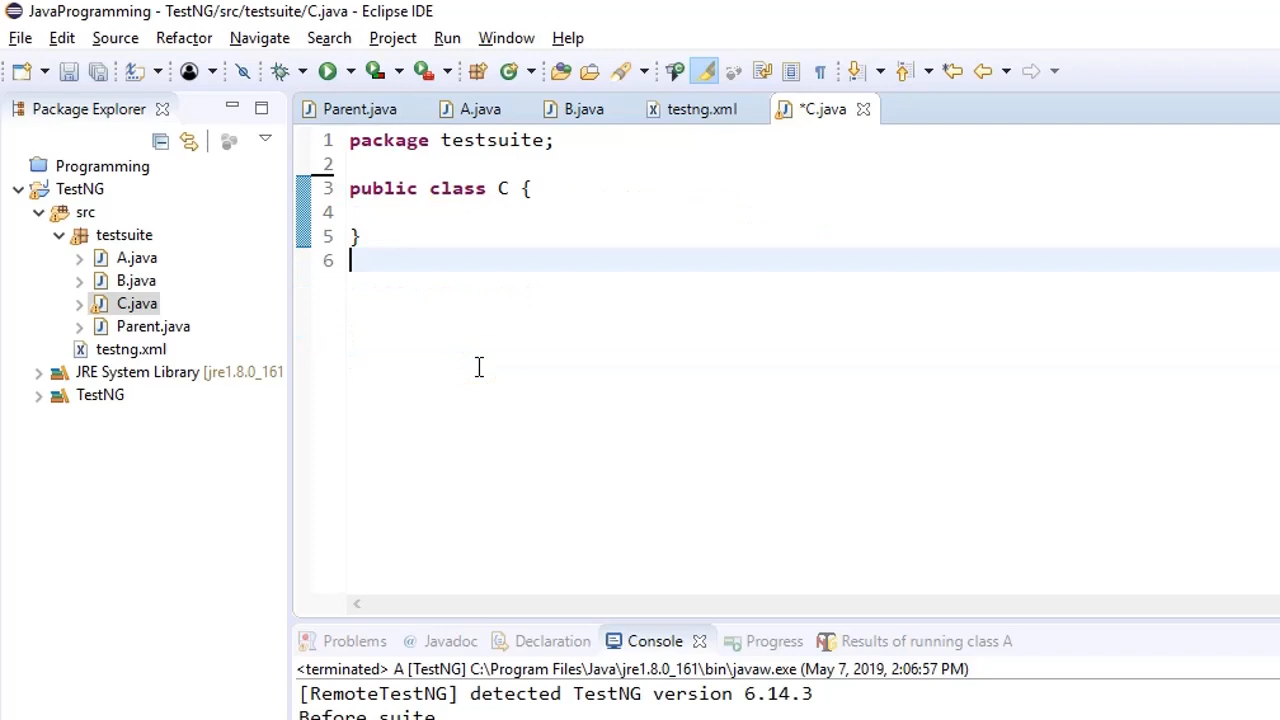 JavaProgramming - TestNG/src/testsuite/C.java - Eclipse IDE
File Edit Source Refactor Navigate Search Project Run Window Help
Package Explorer
Parent.java A.java B.java testng.xml *C.java
Programming
TestNG
src
testsuite
A.java
B.java
C.java
Parent.java
testng.xml
JRE System Library [jre1.8.0_161
TestNG
1 package testsuite;
2
3 public class C {
4
5 }
6
Problems @ Javadoc Declaration Console Progress Results of running class A
<terminated> A [TestNG] C:\Program Files\Java\jre1.8.0_161\bin\javaw.exe (May 7, 2019, 2:06:57 PM)
[RemoteTestNG] detected TestNG version 6.14.3
Before suite